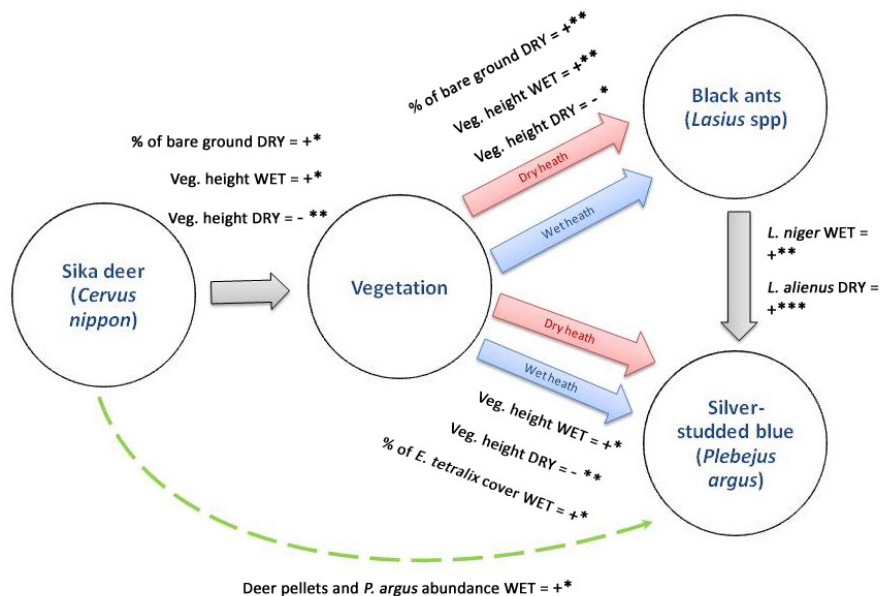 % of bare ground DRY = +**
Veg. height WET = +**
Veg. height DRY = - *
Black ants
(Lasius spp)
% of bare ground DRY = +*
Veg. height WET = +*
Veg. height DRY = - **
Dry heath
Wet heath
Sika deer
(Cervus
nippon)
Vegetation
L. niger WET =
+**
L. alienus DRY =
+***
Dry heath
Wet heath
Veg. height WET = +*
Veg. height DRY = - **
% of E. tetralix cover WET = +*
Silver-
studded blue
(Plebejus
argus)
Deer pellets and P. argus abundance WET = +*